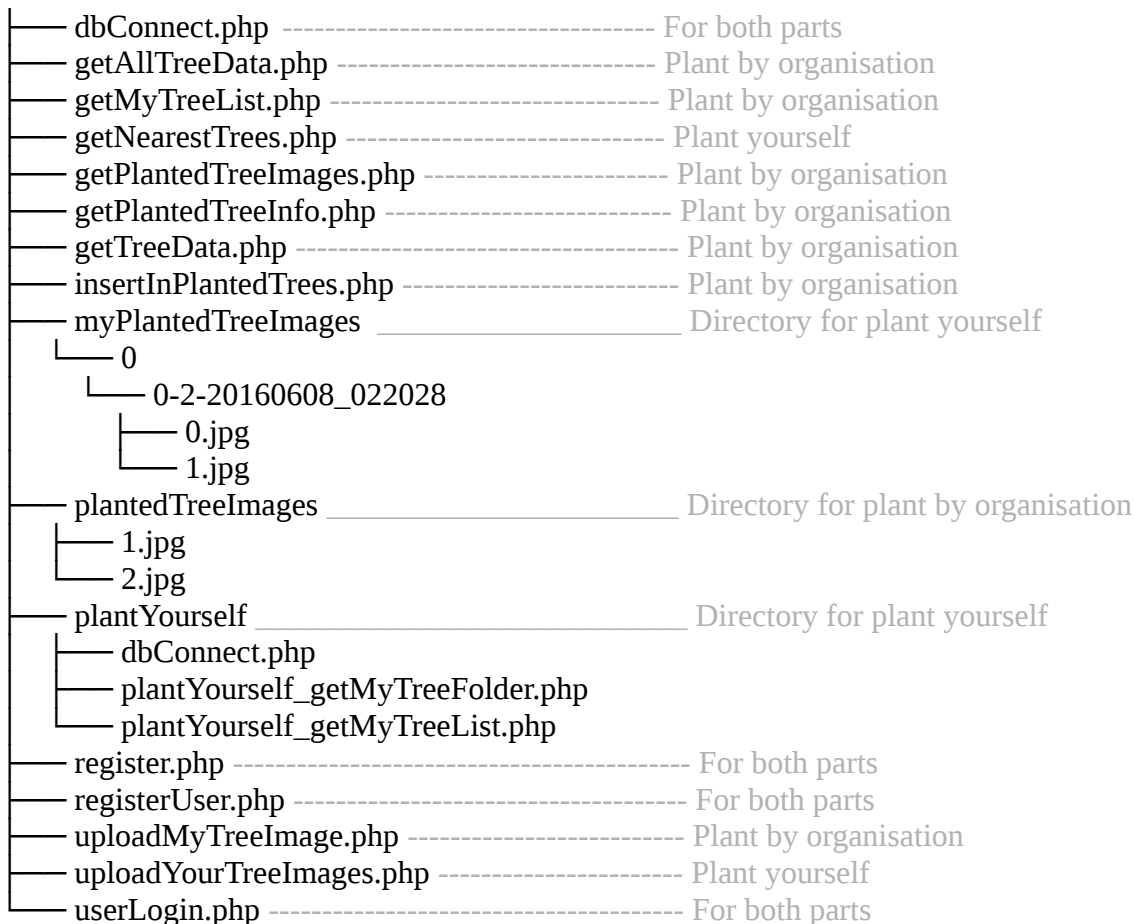 ├── dbConnect.php ----------------------------------- For both parts
├── getAllTreeData.php ------------------------------ Plant by organisation
├── getMyTreeList.php ------------------------------- Plant by organisation
├── getNearestTrees.php ------------------------------ Plant yourself
├── getPlantedTreeImages.php ----------------------- Plant by organisation
├── getPlantedTreeInfo.php --------------------------- Plant by organisation
├── getTreeData.php ------------------------------------ Plant by organisation
├── insertInPlantedTrees.php -------------------------- Plant by organisation
├── myPlantedTreeImages ___________________ Directory for plant yourself
│ └── 0
│ └── 0-2-20160608_022028
│ ├── 0.jpg
│ └── 1.jpg
├── plantedTreeImages ______________________ Directory for plant by organisation
│ ├── 1.jpg
│ └── 2.jpg
├── plantYourself ___________________________ Directory for plant yourself
│ ├── dbConnect.php
│ ├── plantYourself_getMyTreeFolder.php
│ └── plantYourself_getMyTreeList.php
├── register.php ------------------------------------------- For both parts
├── registerUser.php ------------------------------------- For both parts
├── uploadMyTreeImage.php -------------------------- Plant by organisation
├── uploadYourTreeImages.php ----------------------- Plant yourself
└── userLogin.php --------------------------------------- For both parts